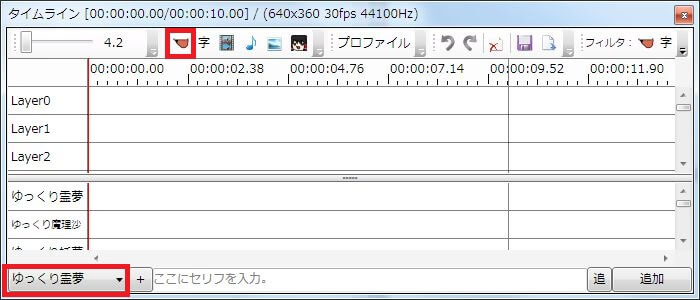 タイムライン [00:00:00.00/00:00:10.00] / (640x360 30fps 44100Hz)
4.2 字 プロファイル フィルタ: 字
00:00:00.00 00:00:02.38 00:00:04.76 00:00:07.14 00:00:09.52 00:00:11.90
Layer0
Layer1
Layer2
ゆっくり霊夢
ゆっくり魔理沙
ゆっくり霊夢 + ここにセリフを入力。 追 追加